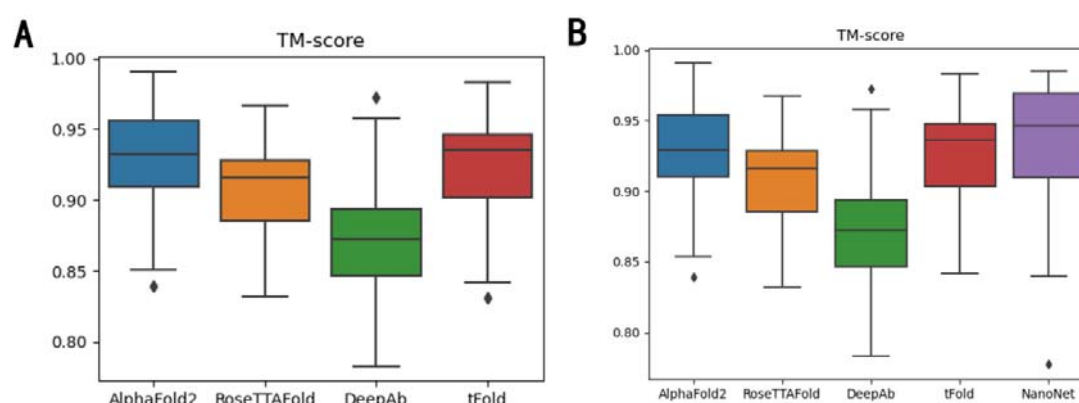 A
TM-score
1.00
0.95
0.90
0.85
0.80
AlphaFold2 RoseTTAFold DeepAb tFold
B
TM-score
1.00
0.95
0.90
0.85
0.80
AlphaFold2 RoseTTAFold DeepAb tFold NanoNet